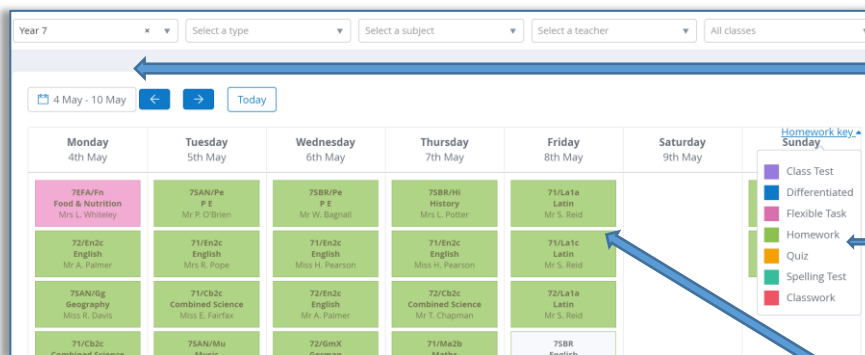 Year 7 × ▼ Select a type ▼ Select a subject ▼ Select a teacher ▼ All classes
4 May - 10 May ← → Today
Homework key
Monday Tuesday Wednesday Thursday Friday Saturday Sunday
4th May 5th May 6th May 7th May 8th May 9th May
7EFA/Fn 7SAN/Pe 7SBR/Pe 7SBR/Hi 71/La1a
Food & Nutrition P E P E History Latin
Mrs L. Whiteley Mr P. O'Brien Mr W. Bagnall Mrs L. Potter Mr S. Reid
72/En2c 71/En2c 71/En2c 71/En2c 71/La1c
English English English English Latin
Mr A. Palmer Mrs R. Pope Miss H. Pearson Miss H. Pearson Mr S. Reid
7SAN/Gg 71/Cb2c 72/En2c 72/Cb2c 72/La1a
Geography Combined Science English Combined Science Latin
Miss R. Davis Miss E. Fairfax Mr A. Palmer Mr T. Chapman Mr S. Reid
71/Cb2c 7SAN/Mu 72/GmX 71/Ma2b 7SBR
Combined Science Music German Maths English
Class Test
Differentiated
Flexible Task
Homework
Quiz
Spelling Test
Classwork